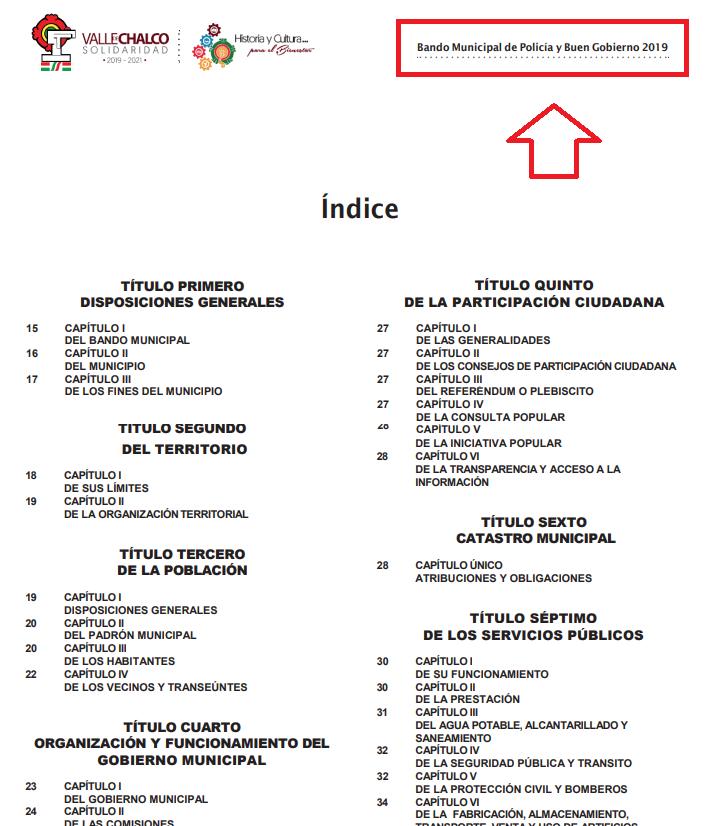 VALLE DE CHALCO
SOLIDARIDAD
• 2019 - 2021 •
Historia y Cultura...
para el Bienestar
Bando Municipal de Policía y Buen Gobierno 2019
Índice
TÍTULO PRIMERO
DISPOSICIONES GENERALES
15 CAPÍTULO I
DEL BANDO MUNICIPAL
16 CAPÍTULO II
DEL MUNICIPIO
17 CAPÍTULO III
DE LOS FINES DEL MUNICIPIO
TITULO SEGUNDO
DEL TERRITORIO
18 CAPÍTULO I
DE SUS LÍMITES
19 CAPÍTULO II
DE LA ORGANIZACIÓN TERRITORIAL
TÍTULO TERCERO
DE LA POBLACIÓN
19 CAPÍTULO I
DISPOSICIONES GENERALES
20 CAPÍTULO II
DEL PADRÓN MUNICIPAL
20 CAPÍTULO III
DE LOS HABITANTES
22 CAPÍTULO IV
DE LOS VECINOS Y TRANSEÚNTES
TÍTULO CUARTO
ORGANIZACIÓN Y FUNCIONAMIENTO DEL
GOBIERNO MUNICIPAL
23 CAPÍTULO I
DEL GOBIERNO MUNICIPAL
24 CAPÍTULO II
DE LAS COMISIONES
TÍTULO QUINTO
DE LA PARTICIPACIÓN CIUDADANA
27 CAPÍTULO I
DE LAS GENERALIDADES
27 CAPÍTULO II
DE LOS CONSEJOS DE PARTICIPACIÓN CIUDADANA
27 CAPÍTULO III
DEL REFERÉNDUM O PLEBISCITO
27 CAPÍTULO IV
DE LA CONSULTA POPULAR
28 CAPÍTULO V
DE LA INICIATIVA POPULAR
28 CAPÍTULO VI
DE LA TRANSPARENCIA Y ACCESO A LA
INFORMACIÓN
TÍTULO SEXTO
CATASTRO MUNICIPAL
28 CAPÍTULO ÚNICO
ATRIBUCIONES Y OBLIGACIONES
TÍTULO SÉPTIMO
DE LOS SERVICIOS PÚBLICOS
30 CAPÍTULO I
DE SU FUNCIONAMIENTO
30 CAPÍTULO II
DE LA PRESTACIÓN
31 CAPÍTULO III
DEL AGUA POTABLE, ALCANTARILLADO Y
SANEAMIENTO
32 CAPÍTULO IV
DE LA SEGURIDAD PÚBLICA Y TRANSITO
32 CAPÍTULO V
DE LA PROTECCIÓN CIVIL Y BOMBEROS
34 CAPÍTULO VI
DE LA FABRICACIÓN, ALMACENAMIENTO,
TRANSPORTE, VENTA Y USO DE ARTIFICIOS